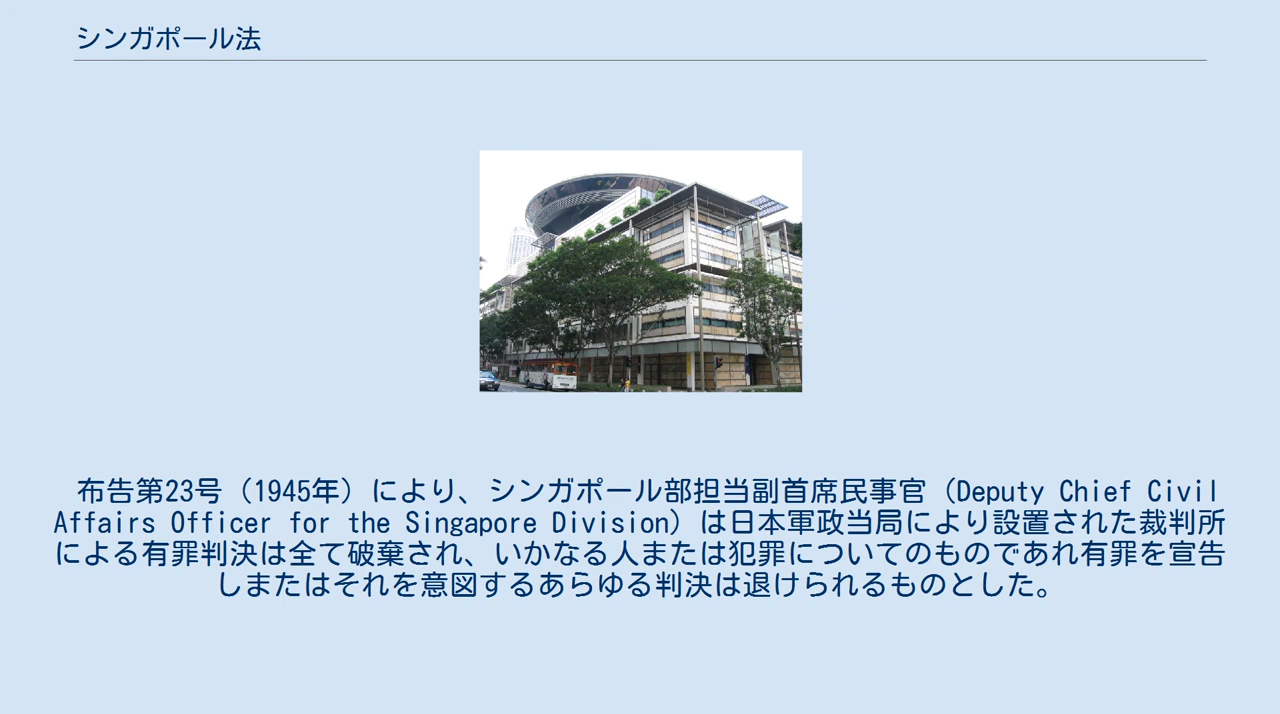 シンガポール法
布告第23号（1945年）により、シンガポール部担当副首席民事官（Deputy Chief Civil
Affairs Officer for the Singapore Division）は日本軍政当局により設置された裁判所
による有罪判決は全て破棄され、いかなる人または犯罪についてのものであれ有罪を宣告
しまたはそれを意図するあらゆる判決は退けられるものとした。